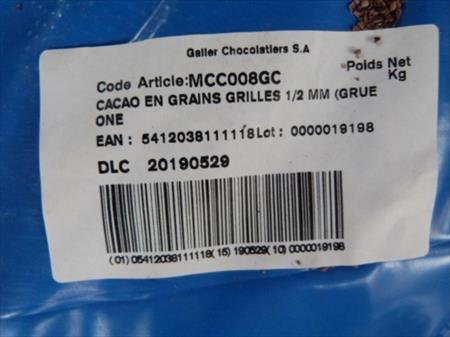 Galler Chocolatiers S.A
Code Article:MCC008GC
Poids Net
Kg
CACAO EN GRAINS GRILLES 1/2 MM (GRUE
ONE
EAN : 5412038111118Lot : 0000019198
DLC 20190529
(01)05412038111118(15)190529(10)0000019198